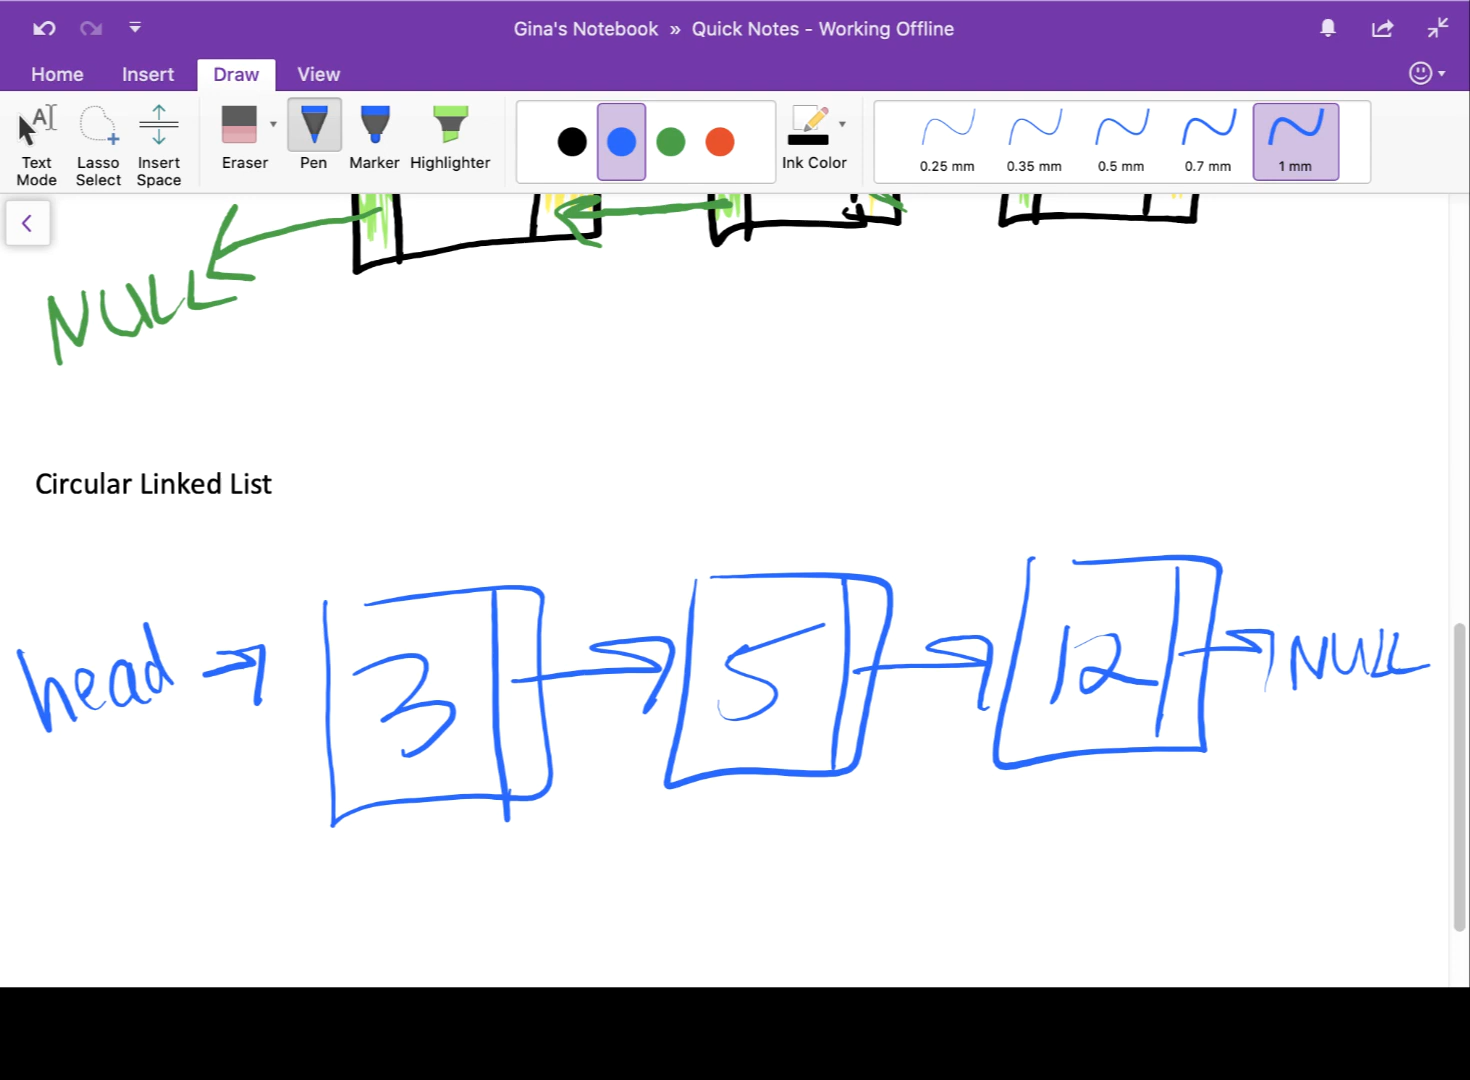 Gina's Notebook » Quick Notes - Working Offline
Home Insert Draw View
Text Mode
Lasso Select
Insert Space
Eraser
Pen
Marker
Highlighter
Ink Color
0.25 mm
0.35 mm
0.5 mm
0.7 mm
1 mm
NULL
Circular Linked List
head → 3 → 5 → 12 → NULL